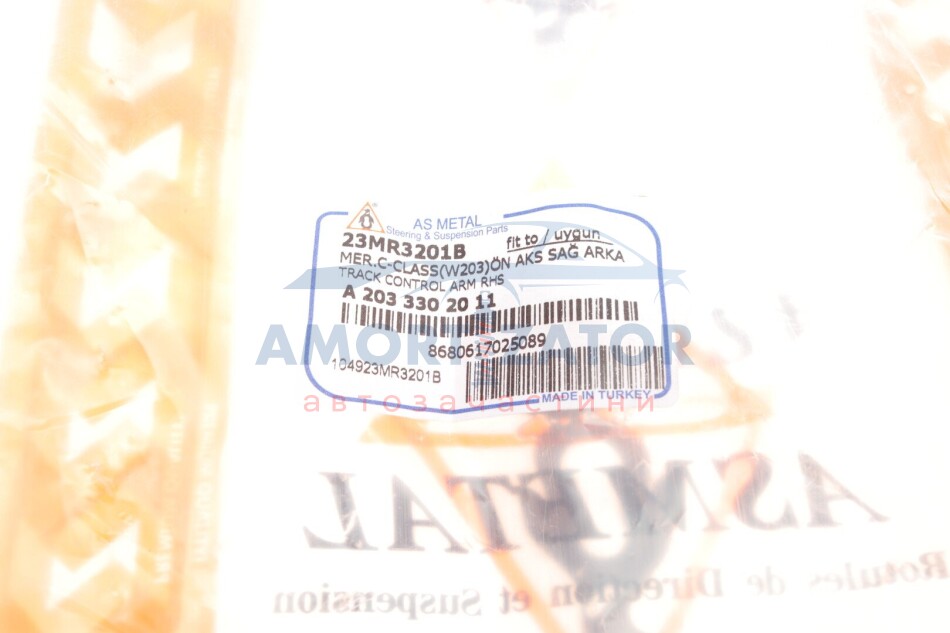 AS METAL
Steering & Suspension Parts
23MR3201B fit to / uygun
MER.C-CLASS(W203)ÖN AKS SAĞ ARKA
TRACK CONTROL ARM RHS
A 203 330 20 11
8680617025089
104923MR3201B
MADE IN TURKEY
AMORTIZATOR
автозапчастини
ASMETAL
Rotules de Direction et Suspension